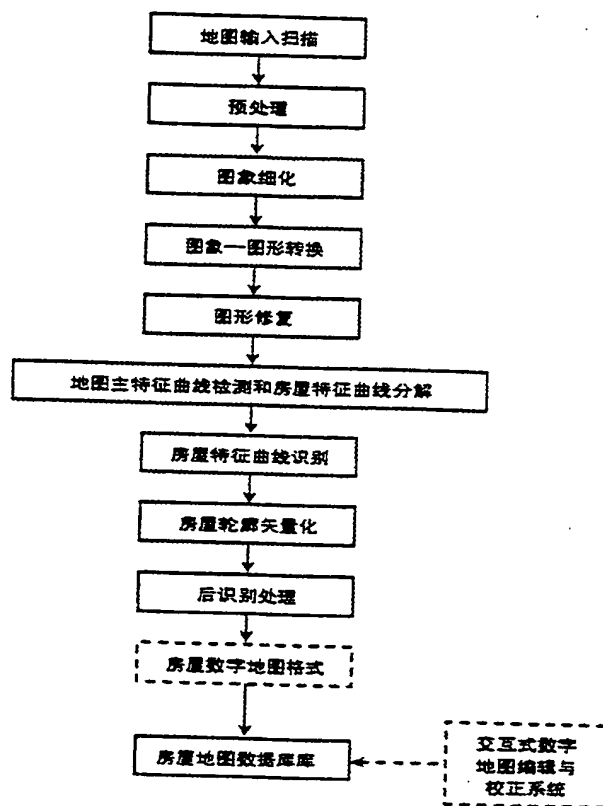 地图输入扫描
预处理
图象细化
图象一图形转换
图形修复
地图主特征曲线检测和房屋特征曲线分解
房屋特征曲线识别
房屋轮廓矢量化
后识别处理
房屋数字地图格式
房屋地图数据库库
交互式数字
地图编辑与
校正系统